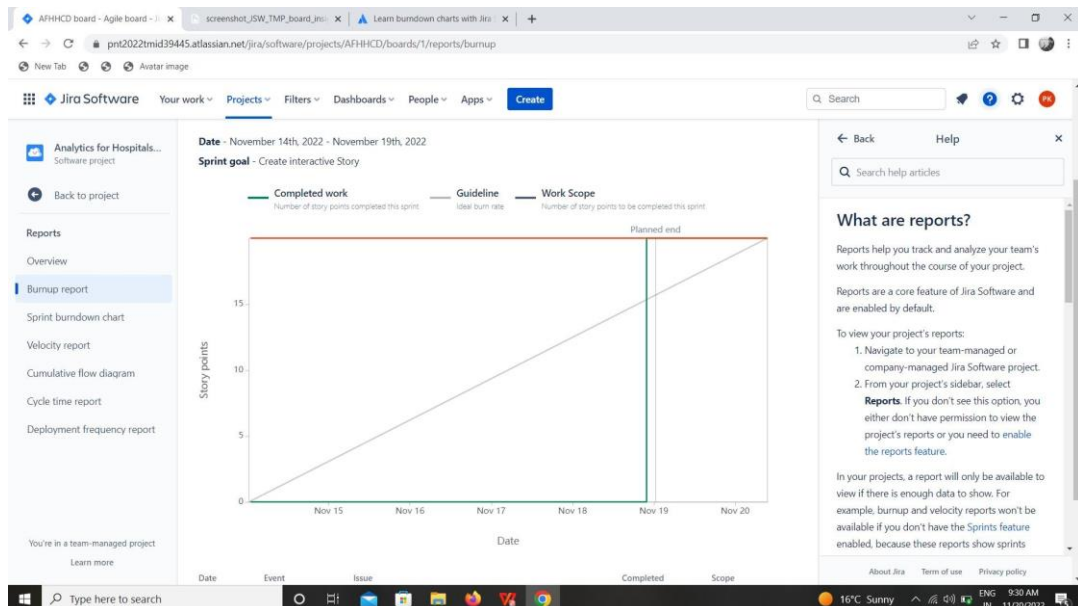 AFHHCD board - Agile board - Ji
screenshot_JSW_TMP_board_ins
Learn burndown charts with Jira
pnt2022tmid39445.atlassian.net/jira/software/projects/AFHHCD/boards/1/reports/burnup
New Tab
Avatar image
Jira Software
Your work
Projects
Filters
Dashboards
People
Apps
Create
Search
PK
Analytics for Hospitals...
Software project
Back to project
Reports
Overview
Burnup report
Sprint burndown chart
Velocity report
Cumulative flow diagram
Cycle time report
Deployment frequency report
You're in a team-managed project
Learn more
Date - November 14th, 2022 - November 19th, 2022
Sprint goal - Create interactive Story
Completed work
Number of story points completed this sprint
Guideline
Ideal burn rate
Work Scope
Number of story points to be completed this sprint
Planned end
15
10
5
0
Story points
Nov 15
Nov 16
Nov 17
Nov 18
Nov 19
Nov 20
Date
Date
Event
Issue
Completed
Scope
Back
Help
Search help articles
What are reports?
Reports help you track and analyze your team's
work throughout the course of your project.
Reports are a core feature of Jira Software and
are enabled by default.
To view your project's reports:
1. Navigate to your team-managed or
company-managed Jira Software project.
2. From your project's sidebar, select
Reports. If you don't see this option, you
either don't have permission to view the
project's reports or you need to enable
the reports feature.
In your projects, a report will only be available to
view if there is enough data to show. For
example, burnup and velocity reports won't be
available if you don't have the Sprints feature
enabled, because these reports show sprints
About Jira
Term of use
Privacy policy
Type here to search
16°C Sunny
ENG
IN
9:30 AM
11/20/2022